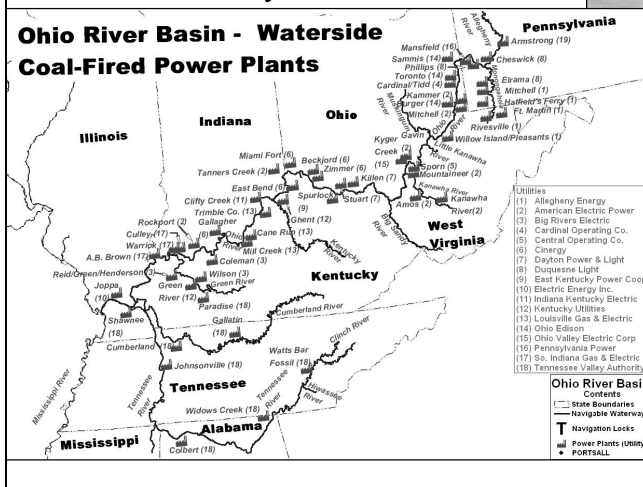 Ohio River Basin - Waterside
Coal-Fired Power Plants
Pennsylvania
Allegheny
River
Armstrong (19)
Mansfield (16)
Sammis (14)
Phillips (8)
Cheswick (8)
Toronto (14)
Cardinal/Tidd (4)
Elrama (8)
Monongahela
Mitchell (1)
Kammer (2)
Burger (14)
Hatfield's Ferry (1)
Mitchell (2)
Ft. Martin (1)
Rivesville (1)
Muskingum
River
Ohio
River
Willow Island/Pleasants (1)
Illinois
Indiana
Ohio
Kyger
Creek
(15)
Gavin
(2)
Little Kanawha
River
Sporn (5)
Mountaineer (2)
Kanawha River
Kanawha
River(2)
Amos (2)
Miami Fort (6)
Beckjord (6)
Tanners Creek (2)
Zimmer (6)
East Bend (6)
Killen (7)
Clifty Creek (11)
Spurlock
(9)
Stuart (7)
Trimble Co. (13)
Ghent (12)
Big Sandy
River
West
Virginia
Rockport (2)
Gallagher
(6)
Culley(17)
Ohio
River
Cane Run (13)
Warrick
Mill Creek (13)
Kentucky
River
A.B. Brown (17)
Coleman (3)
Reid/Green/Henderson(3)
Wilson (3)
Kentucky
Joppa
(10)
Green
River (12)
Green River
Paradise (18)
Shawnee
(18)
Gallatin
(18)
Cumberland River
Cumberland (18)
Clinch River
Watts Bar
Fossil (18)
Johnsonville (18)
Mississippi River
Tennessee
River
Tennessee
Tennessee
River
Hiwassee
River
Widows Creek (18)
Alabama
Mississippi
Colbert (18)
Utilities
(1) Allegheny Energy
(2) American Electric Power
(3) Big Rivers Electric
(4) Cardinal Operating Co.
(5) Central Operating Co.
(6) Cinergy
(7) Dayton Power & Light
(8) Duquesne Light
(9) East Kentucky Power Coop
(10) Electric Energy Inc.
(11) Indiana Kentucky Electric
(12) Kentucky Utilities
(13) Louisville Gas & Electric
(14) Ohio Edison
(15) Ohio Valley Electric Corp
(16) Pennsylvania Power
(17) So. Indiana Gas & Electric
(18) Tennessee Valley Authority
Ohio River Basi
Contents
State Boundaries
Navigable Waterway
Navigation Locks
Power Plants (Utility
PORTSALL